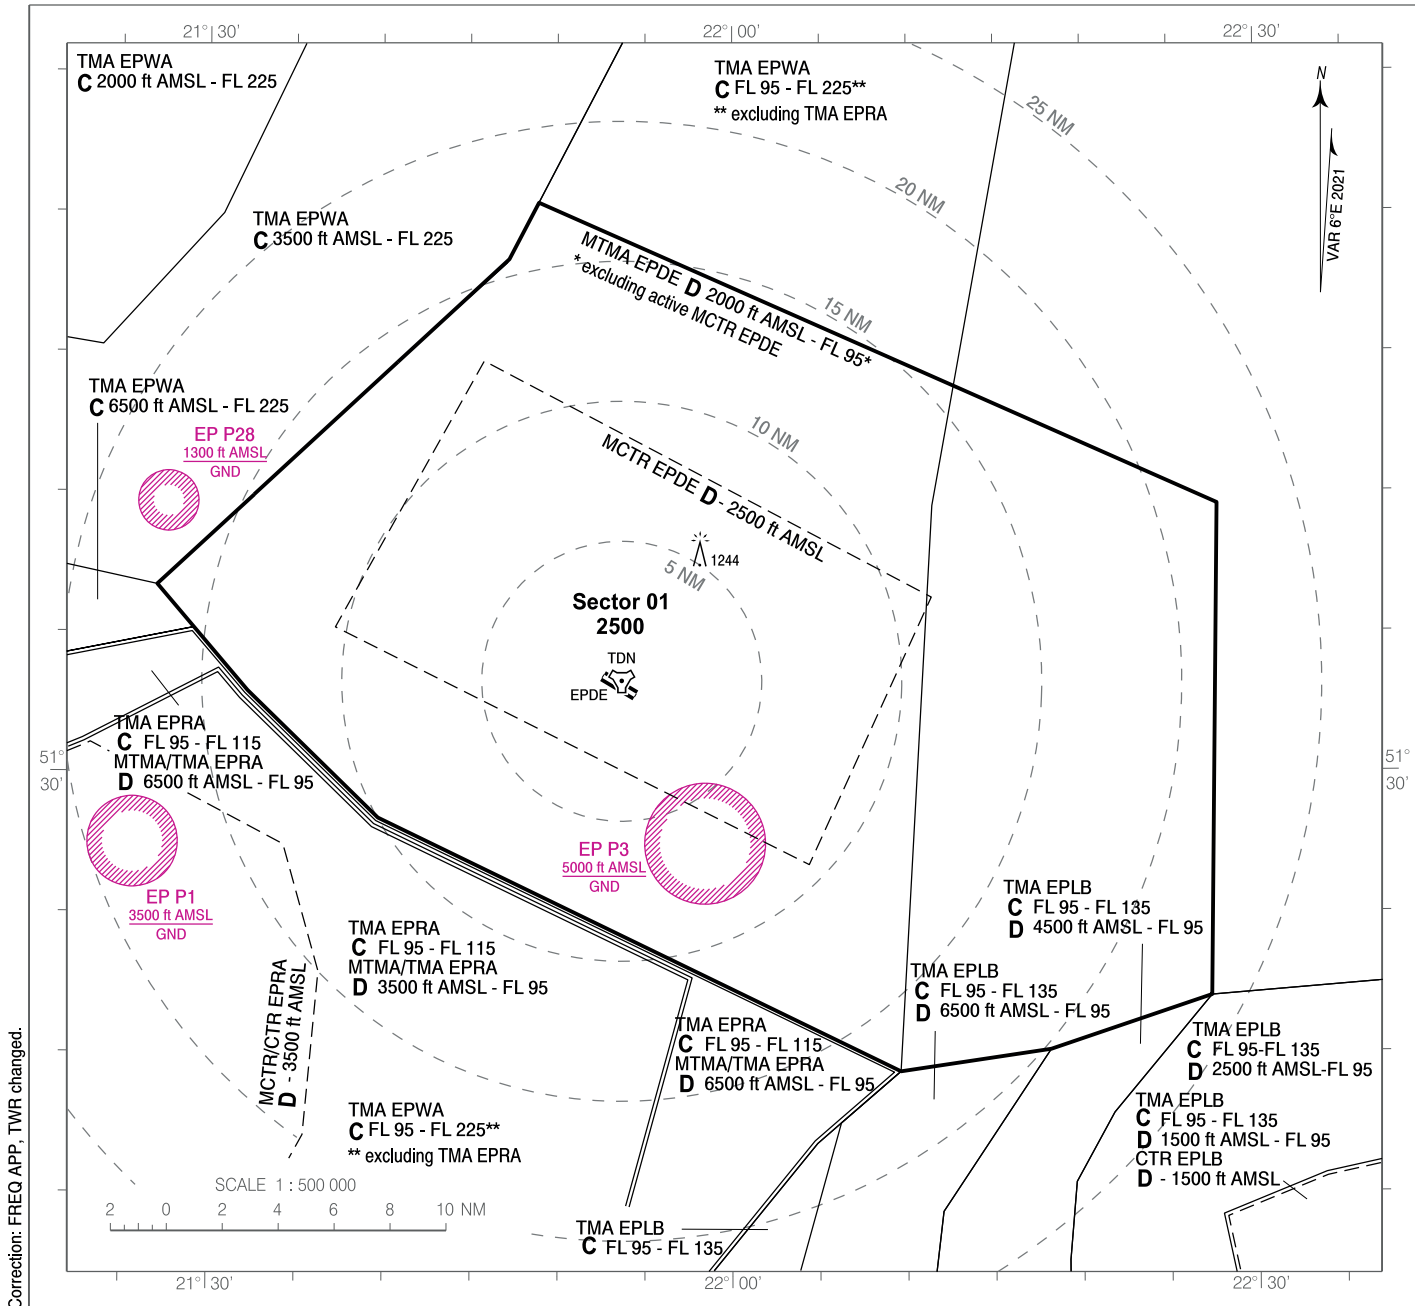 21° 30'
22° 00'
22° 30'
TMA EPWA
C 2000 ft AMSL - FL 225
TMA EPWA
C FL 95 - FL 225**
** excluding TMA EPRA
N
VAR 6°E 2021
25 NM
20 NM
15 NM
10 NM
5 NM
TMA EPWA
C 3500 ft AMSL - FL 225
MTMA EPDE D 2000 ft AMSL - FL 95*
* excluding active MCTR EPDE
TMA EPWA
C 6500 ft AMSL - FL 225
EP P28
1300 ft AMSL
GND
MCTR EPDE D - 2500 ft AMSL
1244
Sector 01
2500
TDN
EPDE
TMA EPRA
C FL 95 - FL 115
MTMA/TMA EPRA
D 6500 ft AMSL - FL 95
51°
30'
51°
30'
EP P1
3500 ft AMSL
GND
EP P3
5000 ft AMSL
GND
TMA EPLB
C FL 95 - FL 135
D 4500 ft AMSL - FL 95
TMA EPRA
C FL 95 - FL 115
MTMA/TMA EPRA
D 3500 ft AMSL - FL 95
MCTR/CTR EPRA
D - 3500 ft AMSL
TMA EPLB
C FL 95 - FL 135
D 6500 ft AMSL - FL 95
TMA EPRA
C FL 95 - FL 115
MTMA/TMA EPRA
D 6500 ft AMSL - FL 95
TMA EPLB
C FL 95-FL 135
D 2500 ft AMSL-FL 95
TMA EPLB
C FL 95 - FL 135
D 1500 ft AMSL - FL 95
CTR EPLB
D - 1500 ft AMSL
TMA EPWA
C FL 95 - FL 225**
** excluding TMA EPRA
SCALE 1 : 500 000
2 0 2 4 6 8 10 NM
TMA EPLB
C FL 95 - FL 135
21° 30'
22° 00'
22° 30'
Correction: FREQ APP, TWR changed.